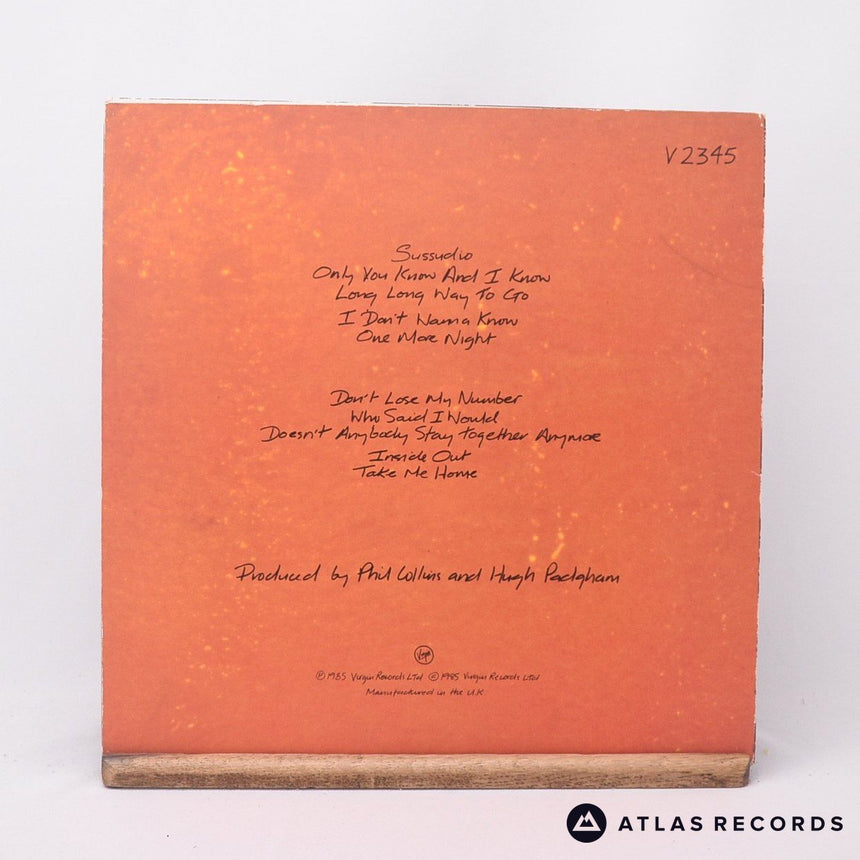 V2345
Sussudio
Only You Know And I Know
Long Long Way To Go
I Don't Wanna Know
One More Night
Don't Lose My Number
Who Said I Would
Doesn't Anybody Stay Together Anymore
Inside Out
Take Me Home
Produced by Phil Collins and Hugh Padgham
Virgin
℗ 1985 Virgin Records LTd © 1985 Virgin Records LTd
Manufactured in the U.K
ATLAS RECORDS